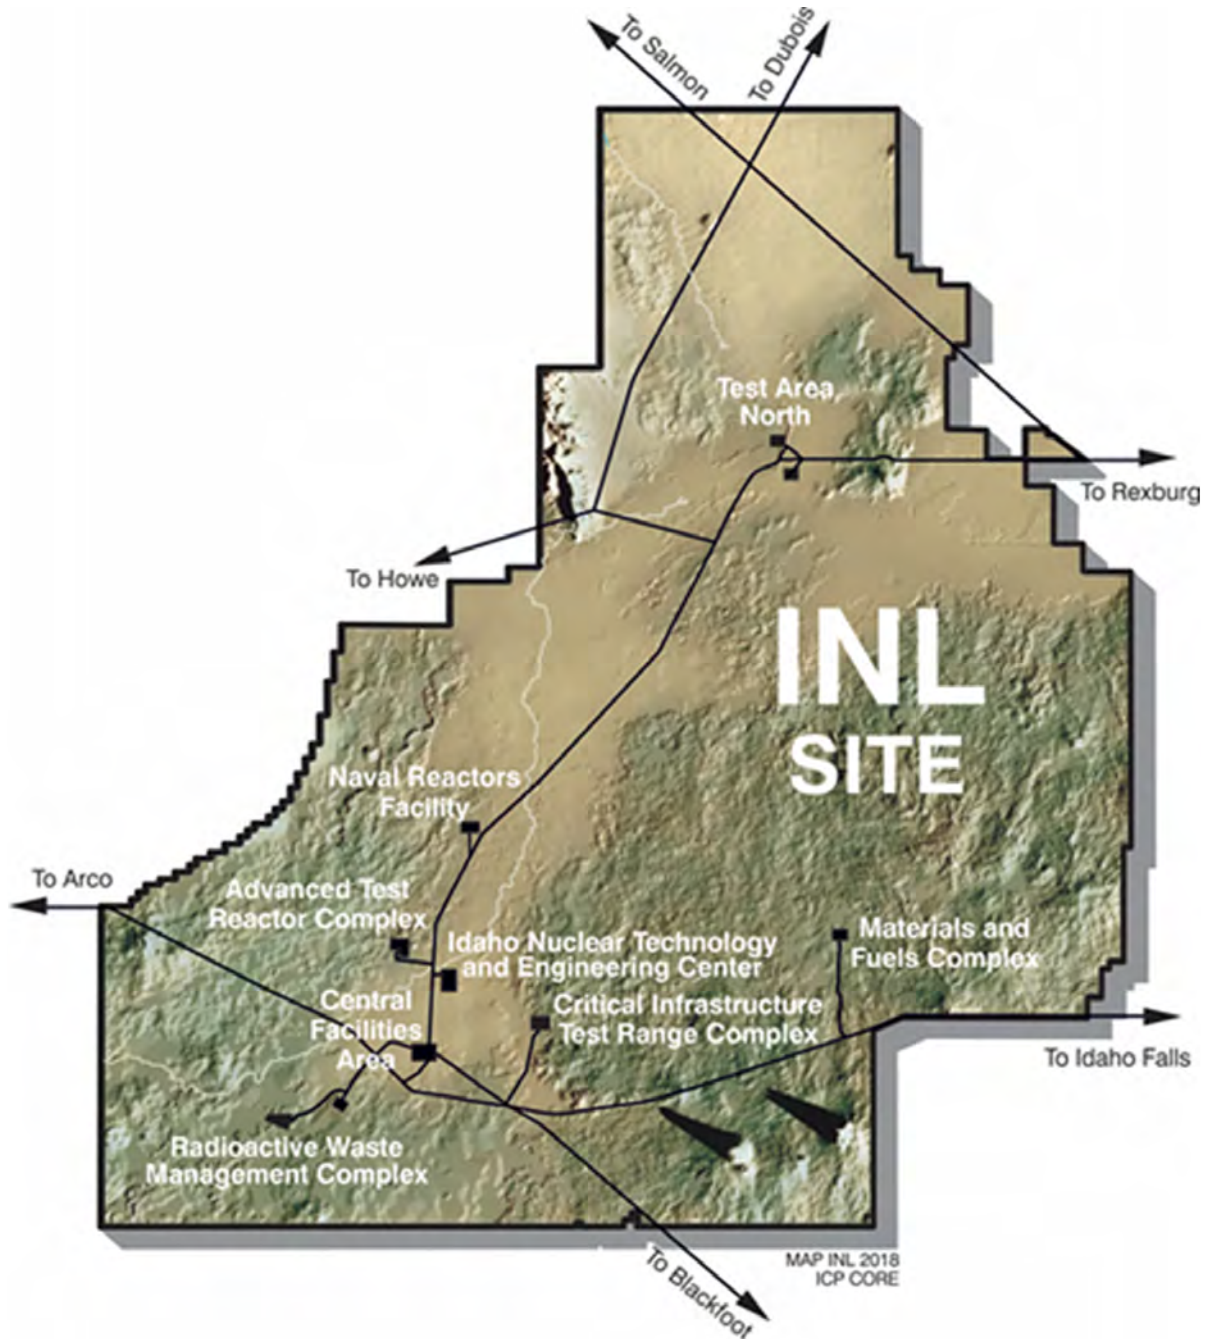 To Salmon
To Dubois
Test Area
North
To Rexburg
To Howe
INL
SITE
Naval Reactors
Facility
To Arco
Advanced Test
Reactor Complex
Idaho Nuclear Technology
and Engineering Center
Materials and
Fuels Complex
Central
Facilities
Area
Critical Infrastructure
Test Range Complex
To Idaho Falls
Radioactive Waste
Management Complex
To Blackfoot
MAP INL 2018
ICP CORE